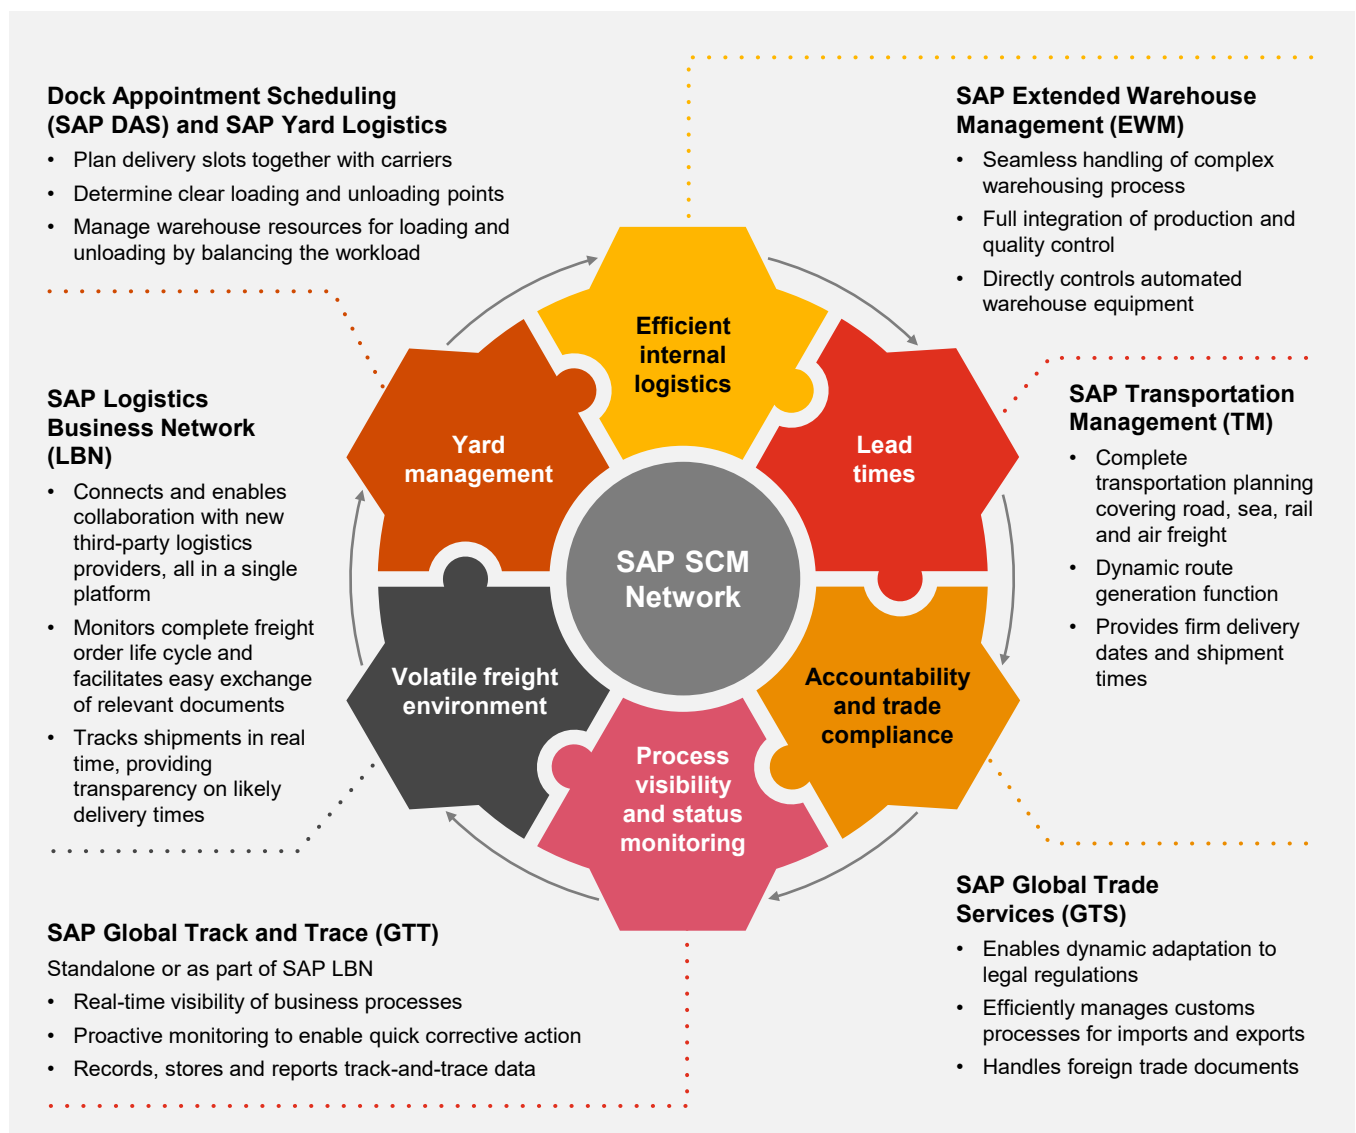 Dock Appointment Scheduling
(SAP DAS) and SAP Yard Logistics
• Plan delivery slots together with carriers
• Determine clear loading and unloading points
• Manage warehouse resources for loading and
unloading by balancing the workload
SAP Extended Warehouse
Management (EWM)
• Seamless handling of complex
warehousing process
• Full integration of production and
quality control
• Directly controls automated
warehouse equipment
SAP Logistics
Business Network
(LBN)
• Connects and enables
collaboration with new
third-party logistics
providers, all in a single
platform
• Monitors complete freight
order life cycle and
facilitates easy exchange
of relevant documents
• Tracks shipments in real
time, providing
transparency on likely
delivery times
Efficient
internal
logistics
Yard
management
Lead
times
SAP SCM
Network
Volatile freight
environment
Accountability
and trade
compliance
Process
visibility
and status
monitoring
SAP Transportation
Management (TM)
• Complete
transportation planning
covering road, sea, rail
and air freight
• Dynamic route
generation function
• Provides firm delivery
dates and shipment
times
SAP Global Track and Trace (GTT)
Standalone or as part of SAP LBN
• Real-time visibility of business processes
• Proactive monitoring to enable quick corrective action
• Records, stores and reports track-and-trace data
SAP Global Trade
Services (GTS)
• Enables dynamic adaptation to
legal regulations
• Efficiently manages customs
processes for imports and exports
• Handles foreign trade documents